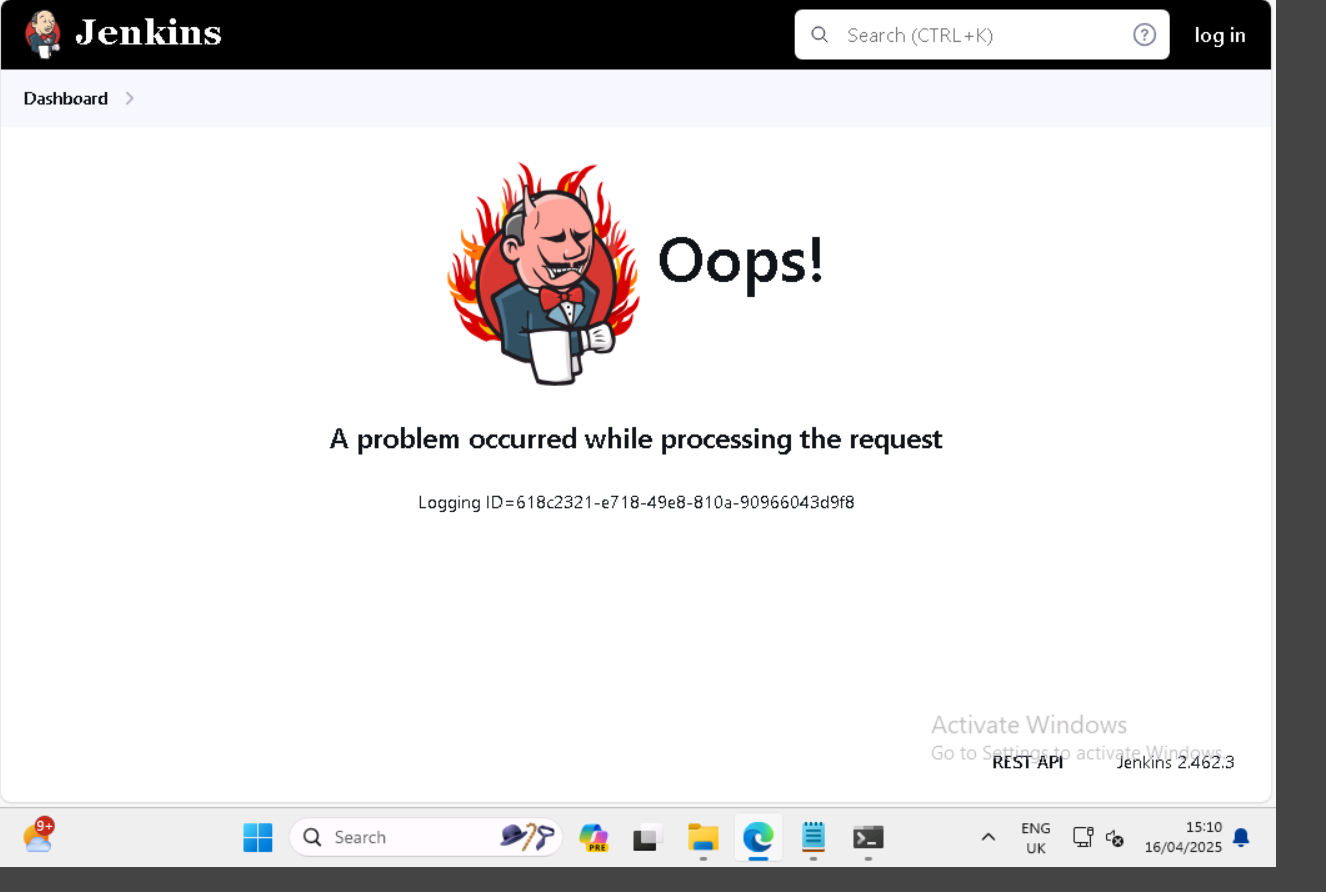 Jenkins
Search (CTRL+K)
log in
Dashboard
Oops!
A problem occurred while processing the request
Logging ID=618c2321-e718-49e8-810a-90966043d9f8
Activate Windows
Go to Settings to activate Windows.
REST API
Jenkins 2.462.3
9+
Search
PRE
ENG
UK
15:10
16/04/2025